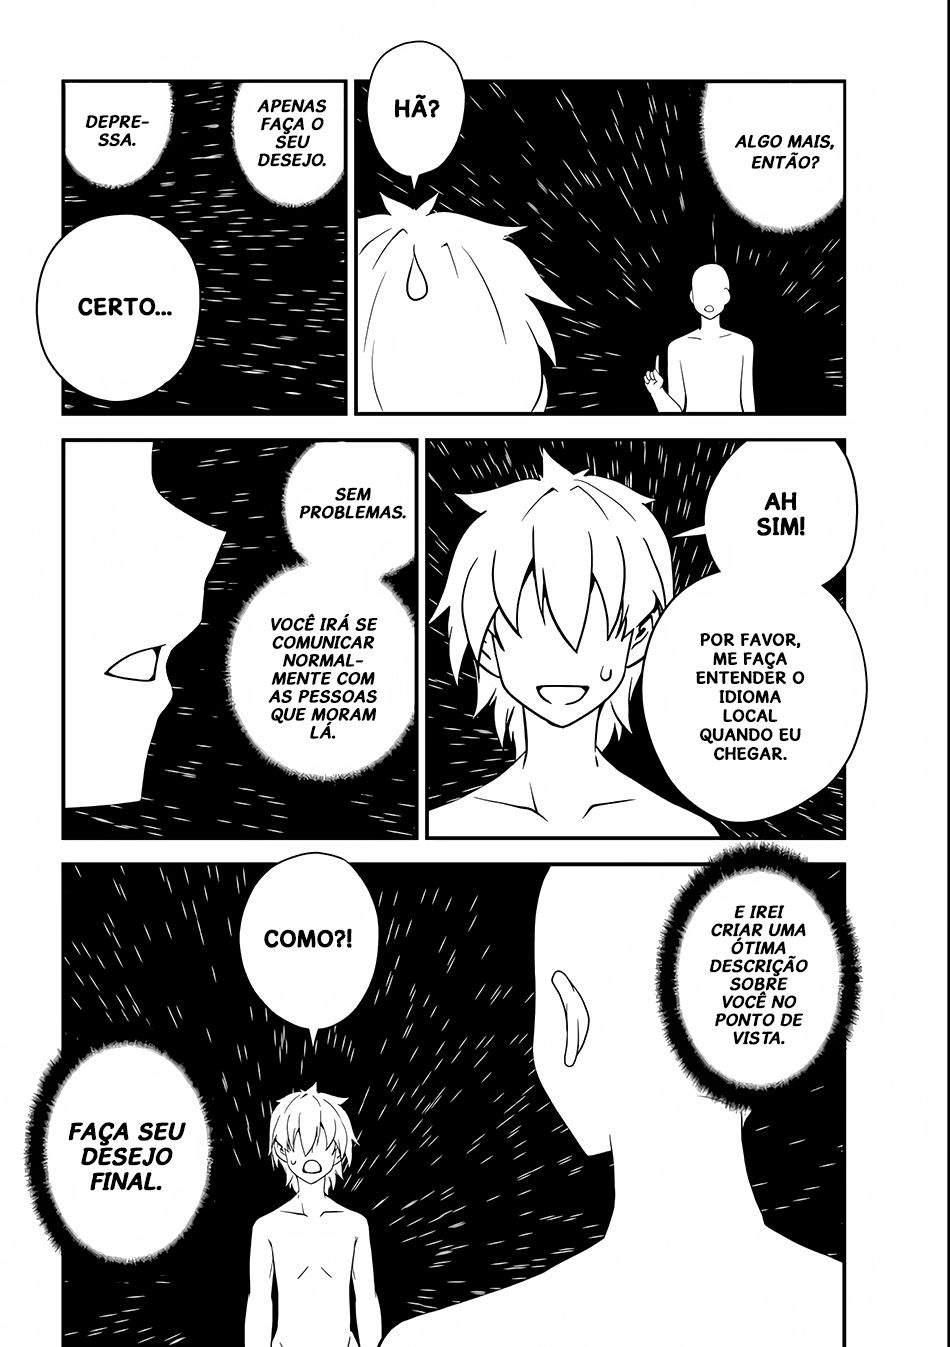 ALGO MAIS,
ENTÃO?
HÃ?
APENAS
FAÇA O
SEU
DESEJO.
DEPRE-
SSA.
CERTO...
AH
SIM!
POR FAVOR,
ME FAÇA
ENTENDER O
IDIOMA
LOCAL
QUANDO EU
CHEGAR.
SEM
PROBLEMAS.
VOCÊ IRÁ SE
COMUNICAR
NORMAL-
MENTE COM
AS PESSOAS
QUE MORAM
LÁ.
E IREI
CRIAR UMA
ÓTIMA
DESCRIÇÃO
SOBRE
VOCÊ NO
PONTO DE
VISTA.
COMO?!
FAÇA SEU
DESEJO
FINAL.